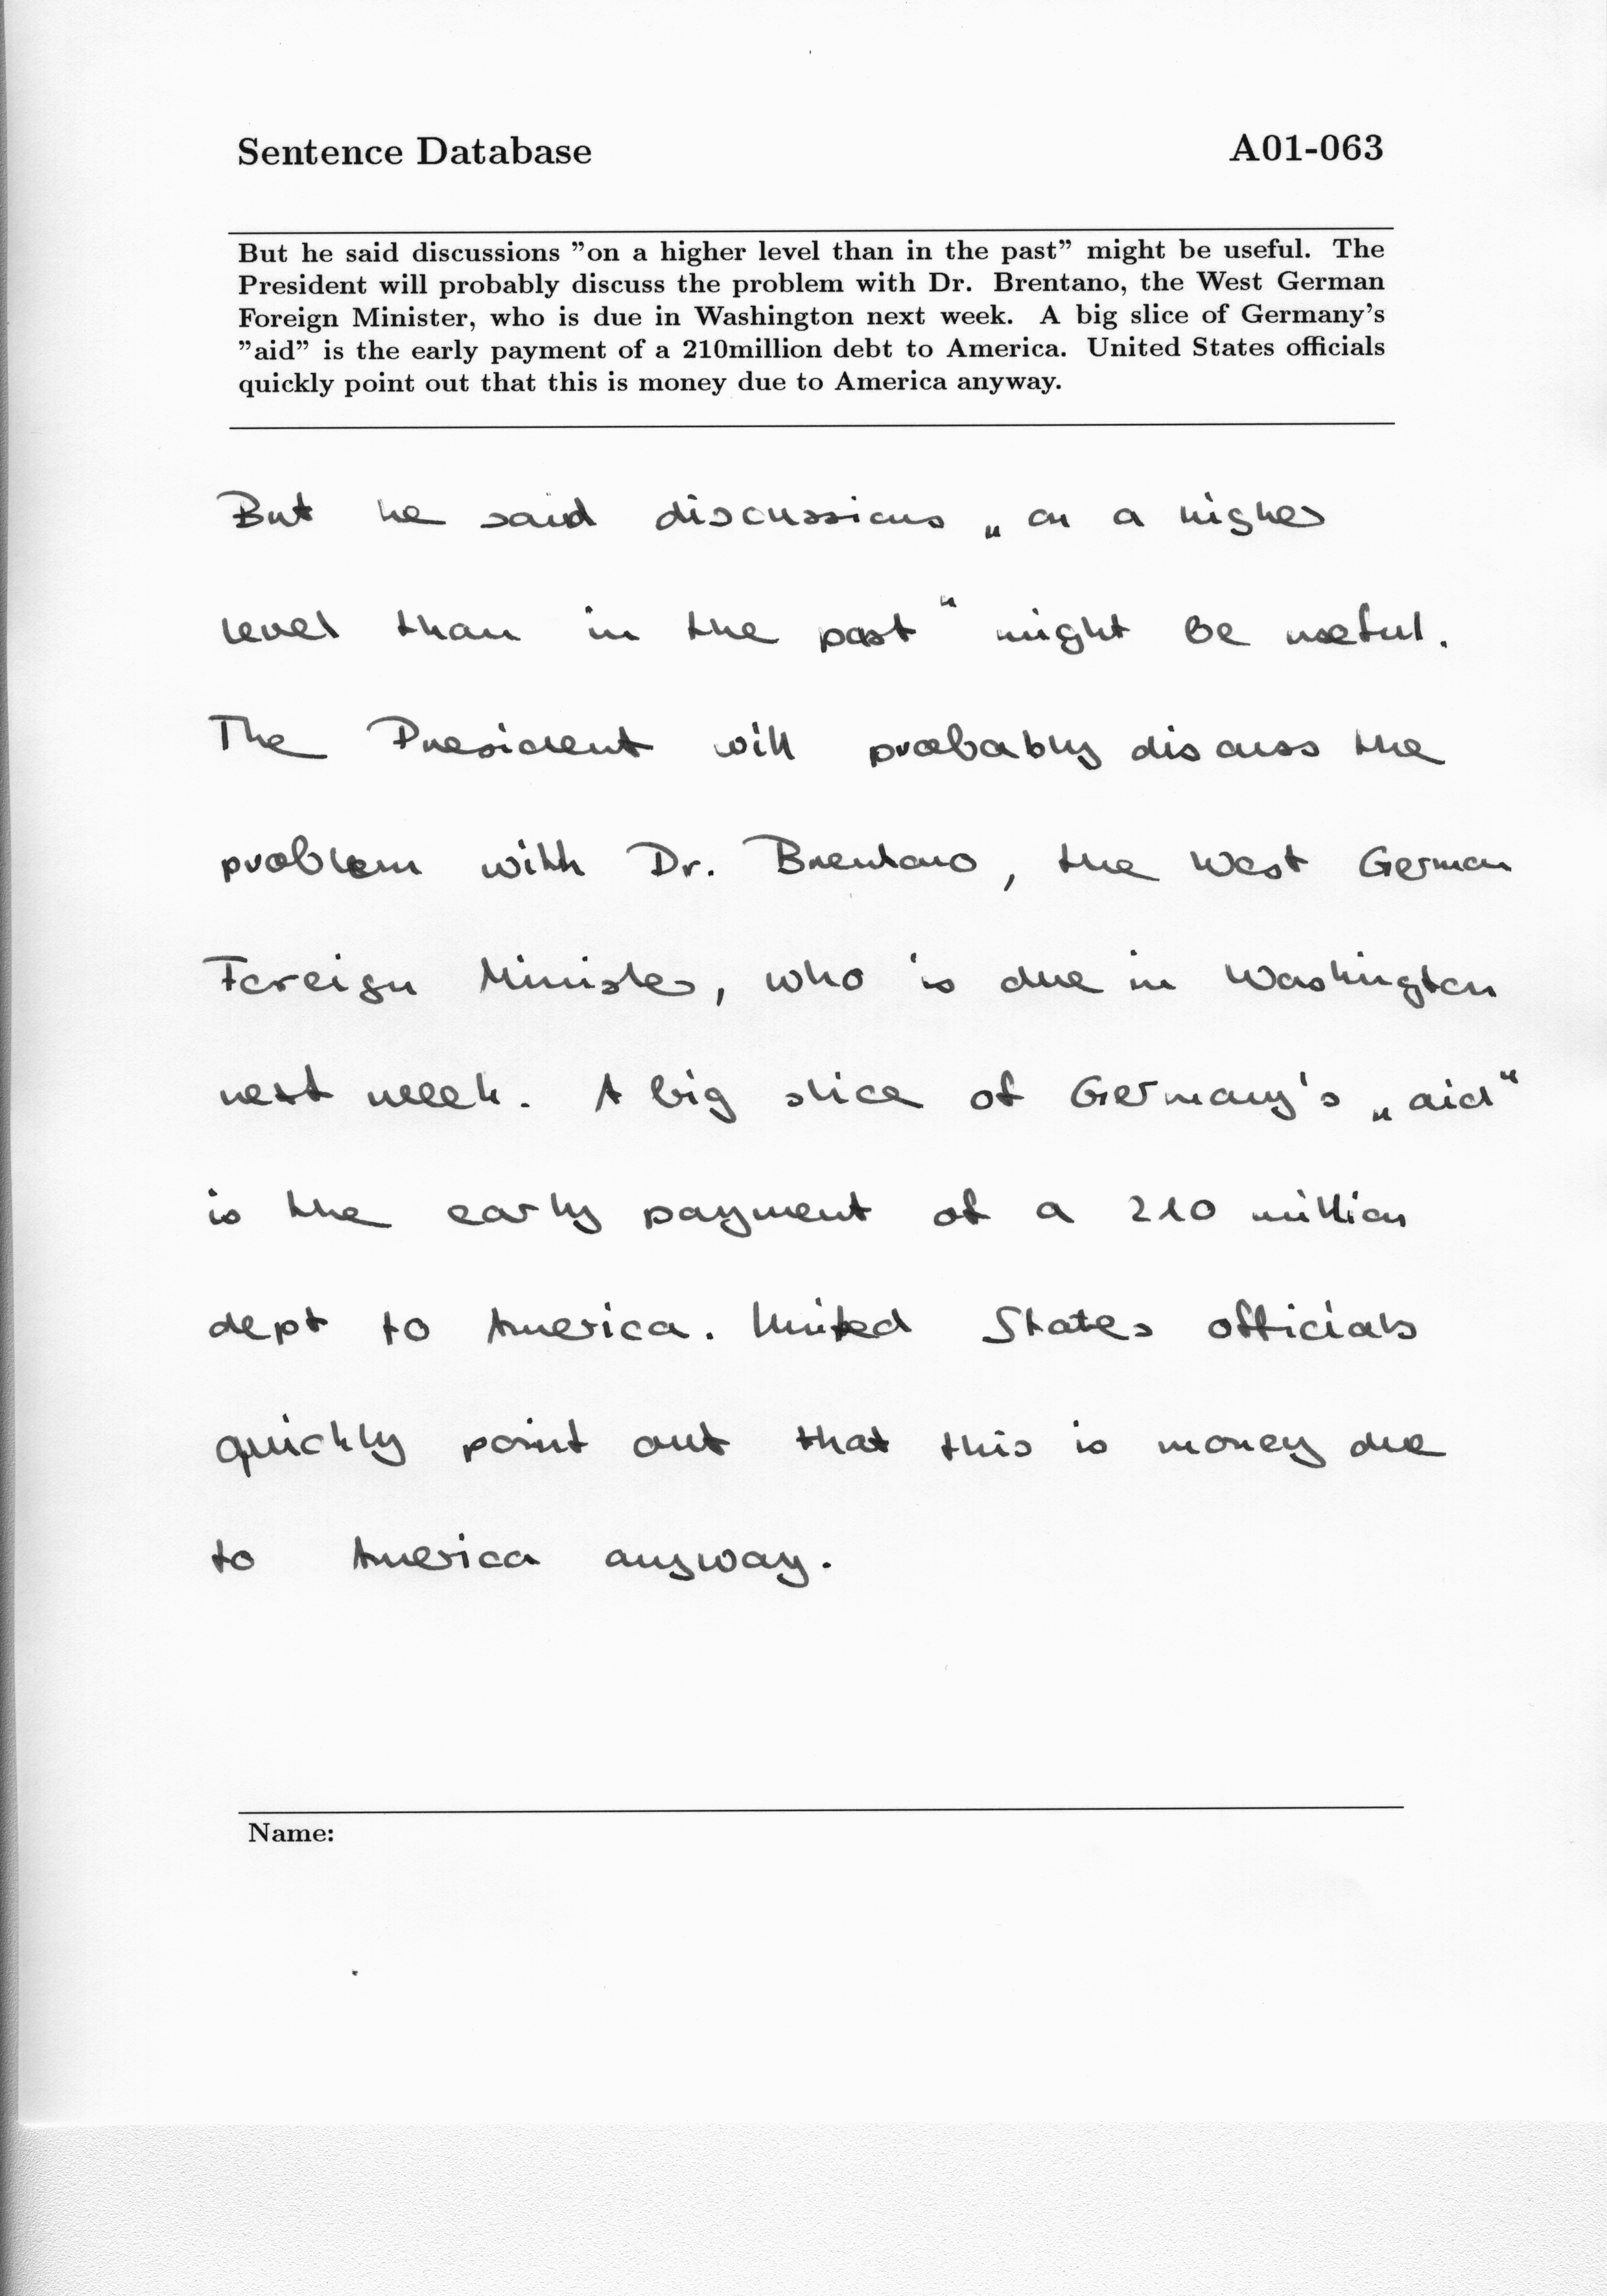 Sentence Database A01-063
But he said discussions ”on a higher level than in the past” might be useful. The
President will probably discuss the problem with Dr. Brentano, the West German
Foreign Minister, who is due in Washington next week. A big slice of Germany’s
”aid” is the early payment of a 210million debt to America. United States officials
quickly point out that this is money due to America anyway.
But he said discussions „on a higher
level than in the past“ might be useful.
The President will probably discuss the
problem with Dr. Brentano, the West German
Foreign Minister, who is due in Washington
next week. A big slice of Germany's „aid“
is the early payment of a 210 million
dept to America. United States officials
quickly point out that this is money due
to America anyway.
Name: